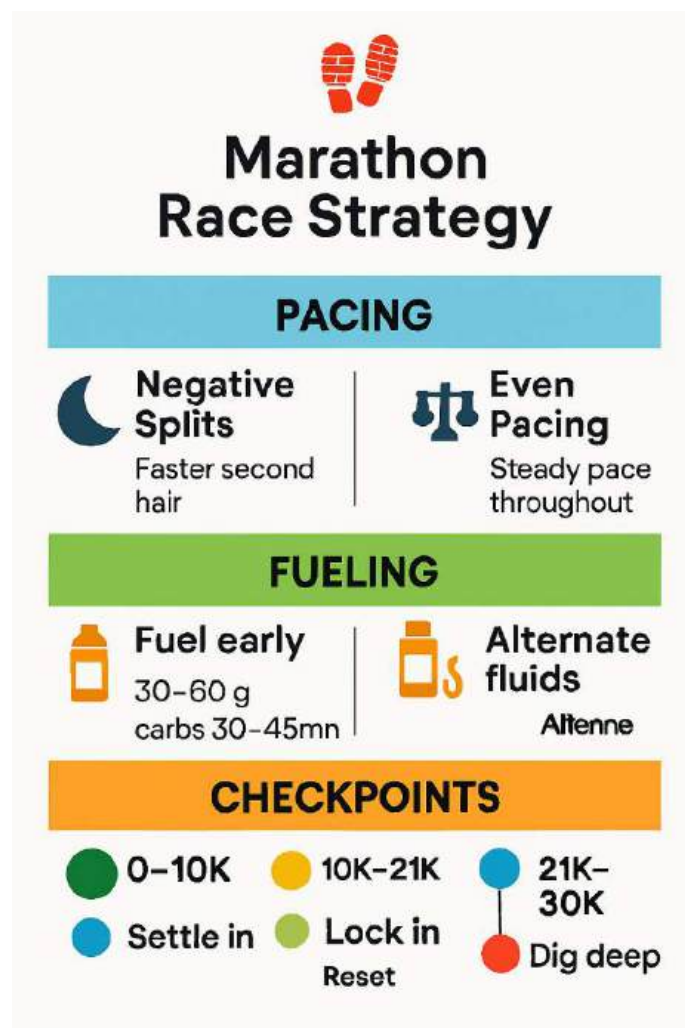 Marathon
Race Strategy
PACING
Negative
Splits
Faster second
hair
Even
Pacing
Steady pace
throughout
FUELING
Fuel early
30–60 g
carbs 30–45mn
Alternate
fluids
Altenne
CHECKPOINTS
0–10K
Settle in
10K–21K
Lock in
Reset
21K–
30K
Dig deep